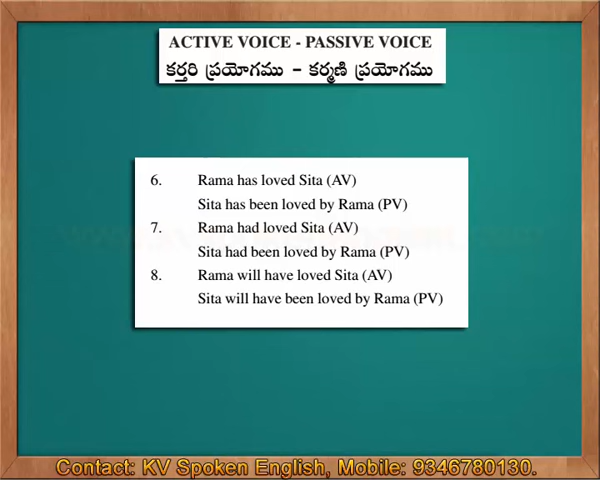 ACTIVE VOICE - PASSIVE VOICE
కర్తరి ప్రయోగము – కర్మణి ప్రయోగము
6. Rama has loved Sita (AV)
Sita has been loved by Rama (PV)
7. Rama had loved Sita (AV)
Sita had been loved by Rama (PV)
8. Rama will have loved Sita (AV)
Sita will have been loved by Rama (PV)
Contact: KV Spoken English, Mobile: 9346780130.